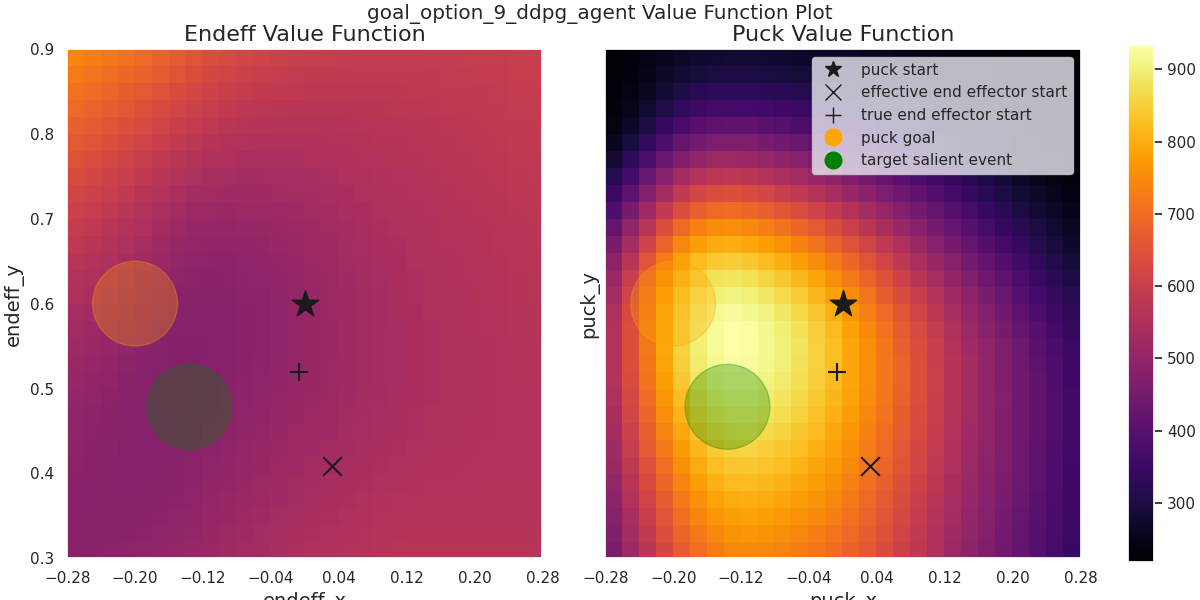 goal_option_9_ddpg_agent Value Function Plot
Endeff Value Function
Puck Value Function
endeff_y
0.9
0.8
0.7
0.6
0.5
0.4
0.3
−0.28 −0.20 −0.12 −0.04 0.04 0.12 0.20 0.28
endeff_x
puck_y
puck start
effective end effector start
true end effector start
puck goal
target salient event
−0.28 −0.20 −0.12 −0.04 0.04 0.12 0.20 0.28
puck_x
900
800
700
600
500
400
300